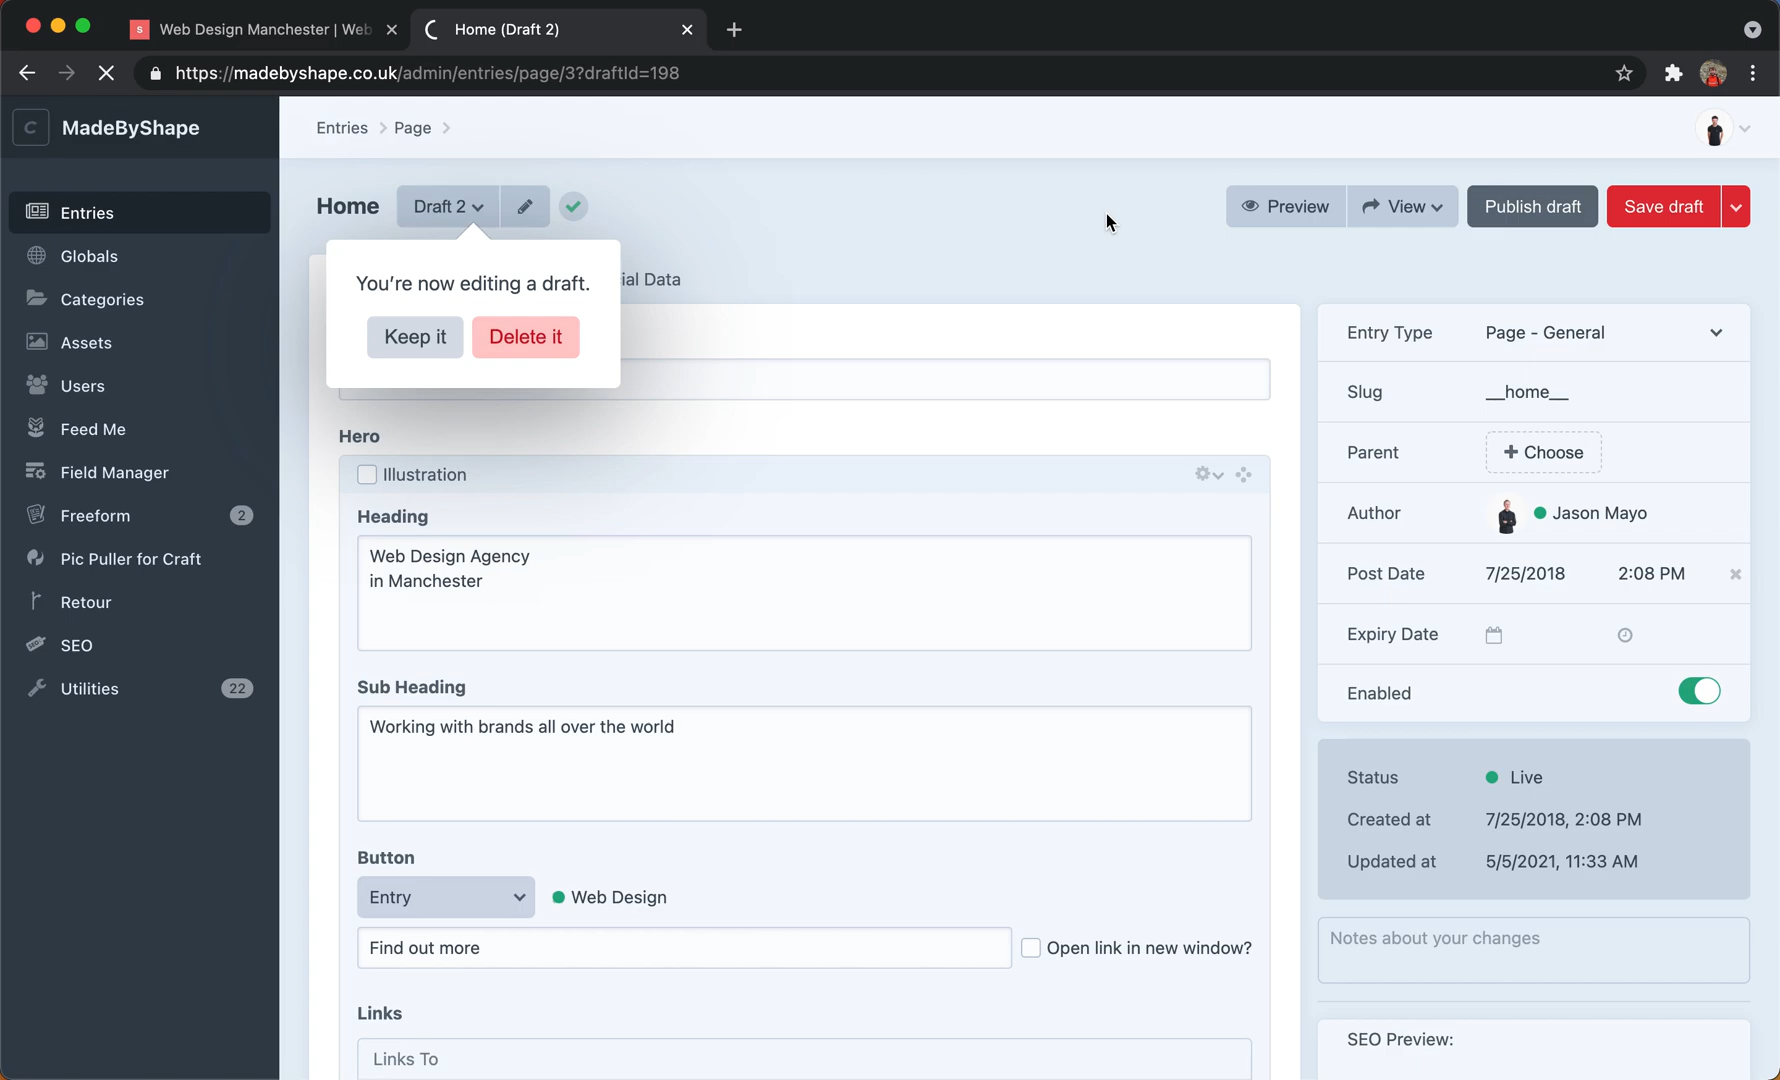 Web Design Manchester | Web
Home (Draft 2)
https://madebyshape.co.uk/admin/entries/page/3?draftId=198
C MadeByShape
Entries
Globals
Categories
Assets
Users
Feed Me
Field Manager
Freeform 2
Pic Puller for Craft
Retour
SEO
Utilities 22
Entries Page
Home Draft 2
Preview View Publish draft Save draft
You're now editing a draft.
Keep it Delete it
ial Data
Hero
Illustration
Heading
Web Design Agency
in Manchester
Sub Heading
Working with brands all over the world
Button
Entry Web Design
Find out more Open link in new window?
Links
Links To
Entry Type Page - General
Slug __home__
Parent + Choose
Author Jason Mayo
Post Date 7/25/2018 2:08 PM
Expiry Date
Enabled
Status Live
Created at 7/25/2018, 2:08 PM
Updated at 5/5/2021, 11:33 AM
Notes about your changes
SEO Preview: